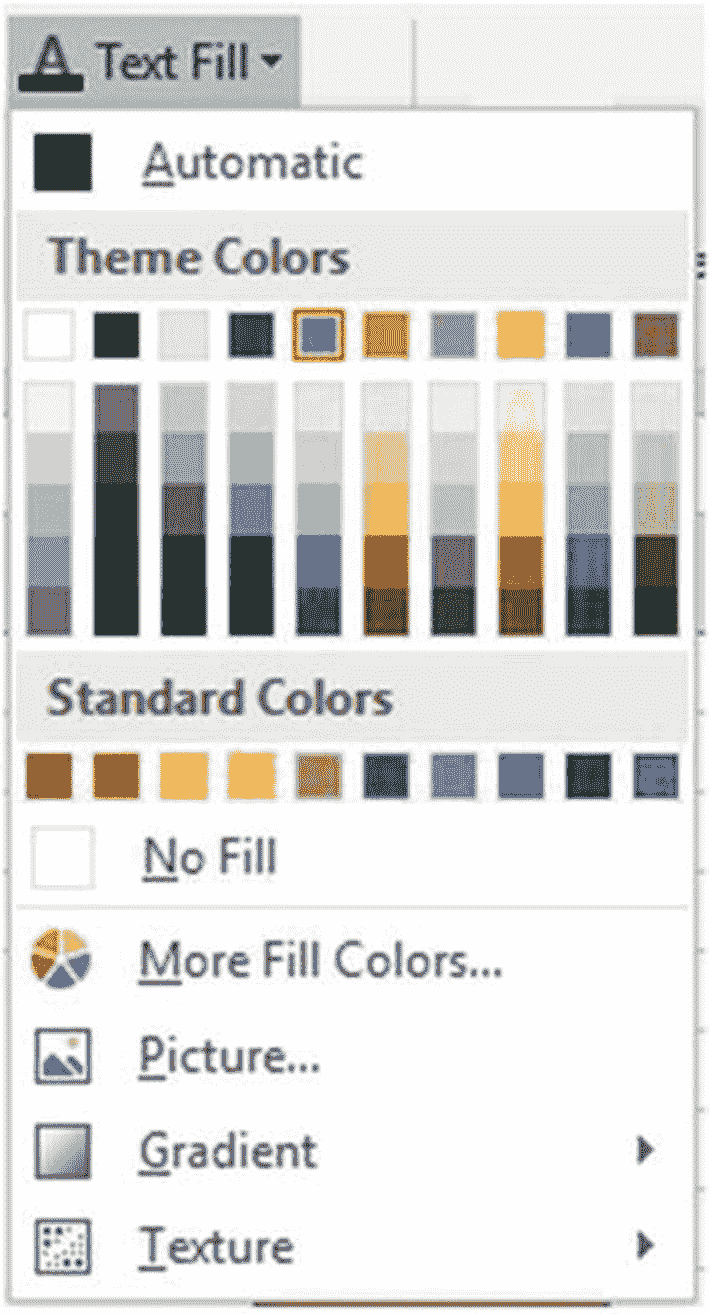 A Text Fill
Automatic
Theme Colors
Standard Colors
No Fill
More Fill Colors...
Picture...
Gradient
Texture